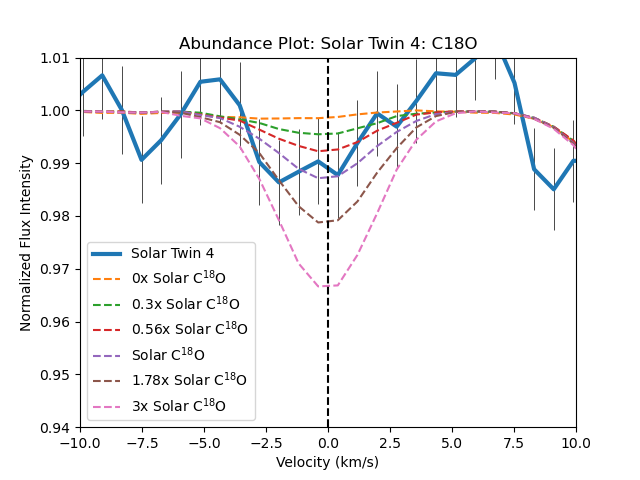 Abundance Plot: Solar Twin 4: C18O
1.01
1.00
0.99
0.98
0.97
0.96
0.95
0.94
Normalized Flux Intensity
Solar Twin 4
0x Solar C¹⁸O
0.3x Solar C¹⁸O
0.56x Solar C¹⁸O
Solar C¹⁸O
1.78x Solar C¹⁸O
3x Solar C¹⁸O
−10.0 −7.5 −5.0 −2.5 0.0 2.5 5.0 7.5 10.0
Velocity (km/s)